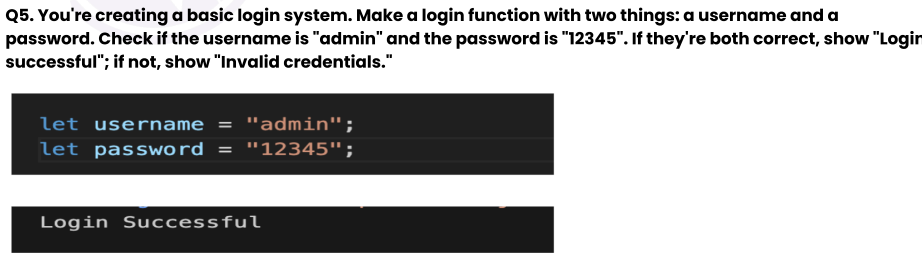 Q5. You're creating a basic login system. Make a login function with two things: a username and a
password. Check if the username is "admin" and the password is "12345". If they're both correct, show "Login
successful"; if not, show "Invalid credentials."
let username = "admin";
let password = "12345";
Login Successful